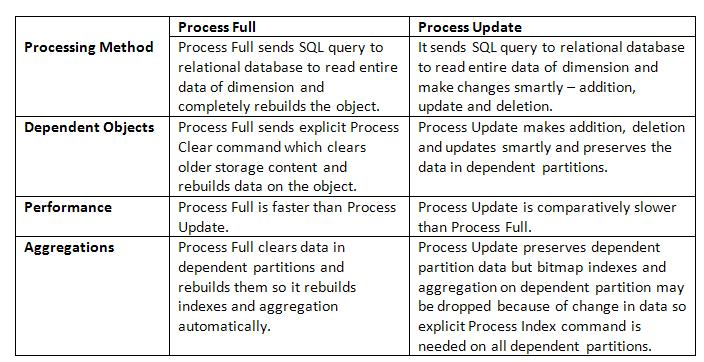 Process Full
Process Update
Processing Method
Process Full sends SQL query to
relational database to read entire
data of dimension and
completely rebuilds the object.
It sends SQL query to relational database
to read entire data of dimension and
make changes smartly – addition,
update and deletion.
Dependent Objects
Process Full sends explicit Process
Clear command which clears
older storage content and
rebuilds data on the object.
Process Update makes addition, deletion
and updates smartly and preserves the
data in dependent partitions.
Performance
Process Full is faster than Process
Update.
Process Update is comparatively slower
than Process Full.
Aggregations
Process Full clears data in
dependent partitions and
rebuilds them so it rebuilds
indexes and aggregation
automatically.
Process Update preserves dependent
partition data but bitmap indexes and
aggregation on dependent partition may
be dropped because of change in data so
explicit Process Index command is
needed on all dependent partitions.